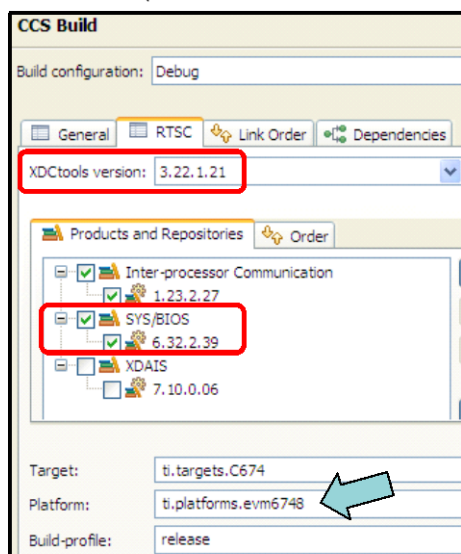 CCS Build
Build configuration: Debug
General RTSC Link Order Dependencies
XDCtools version: 3.22.1.21
Products and Repositories Order
Inter-processor Communication
1.23.2.27
SYS/BIOS
6.32.2.39
XDAIS
7.10.0.06
Target: ti.targets.C674
Platform: ti.platforms.evm6748
Build-profile: release